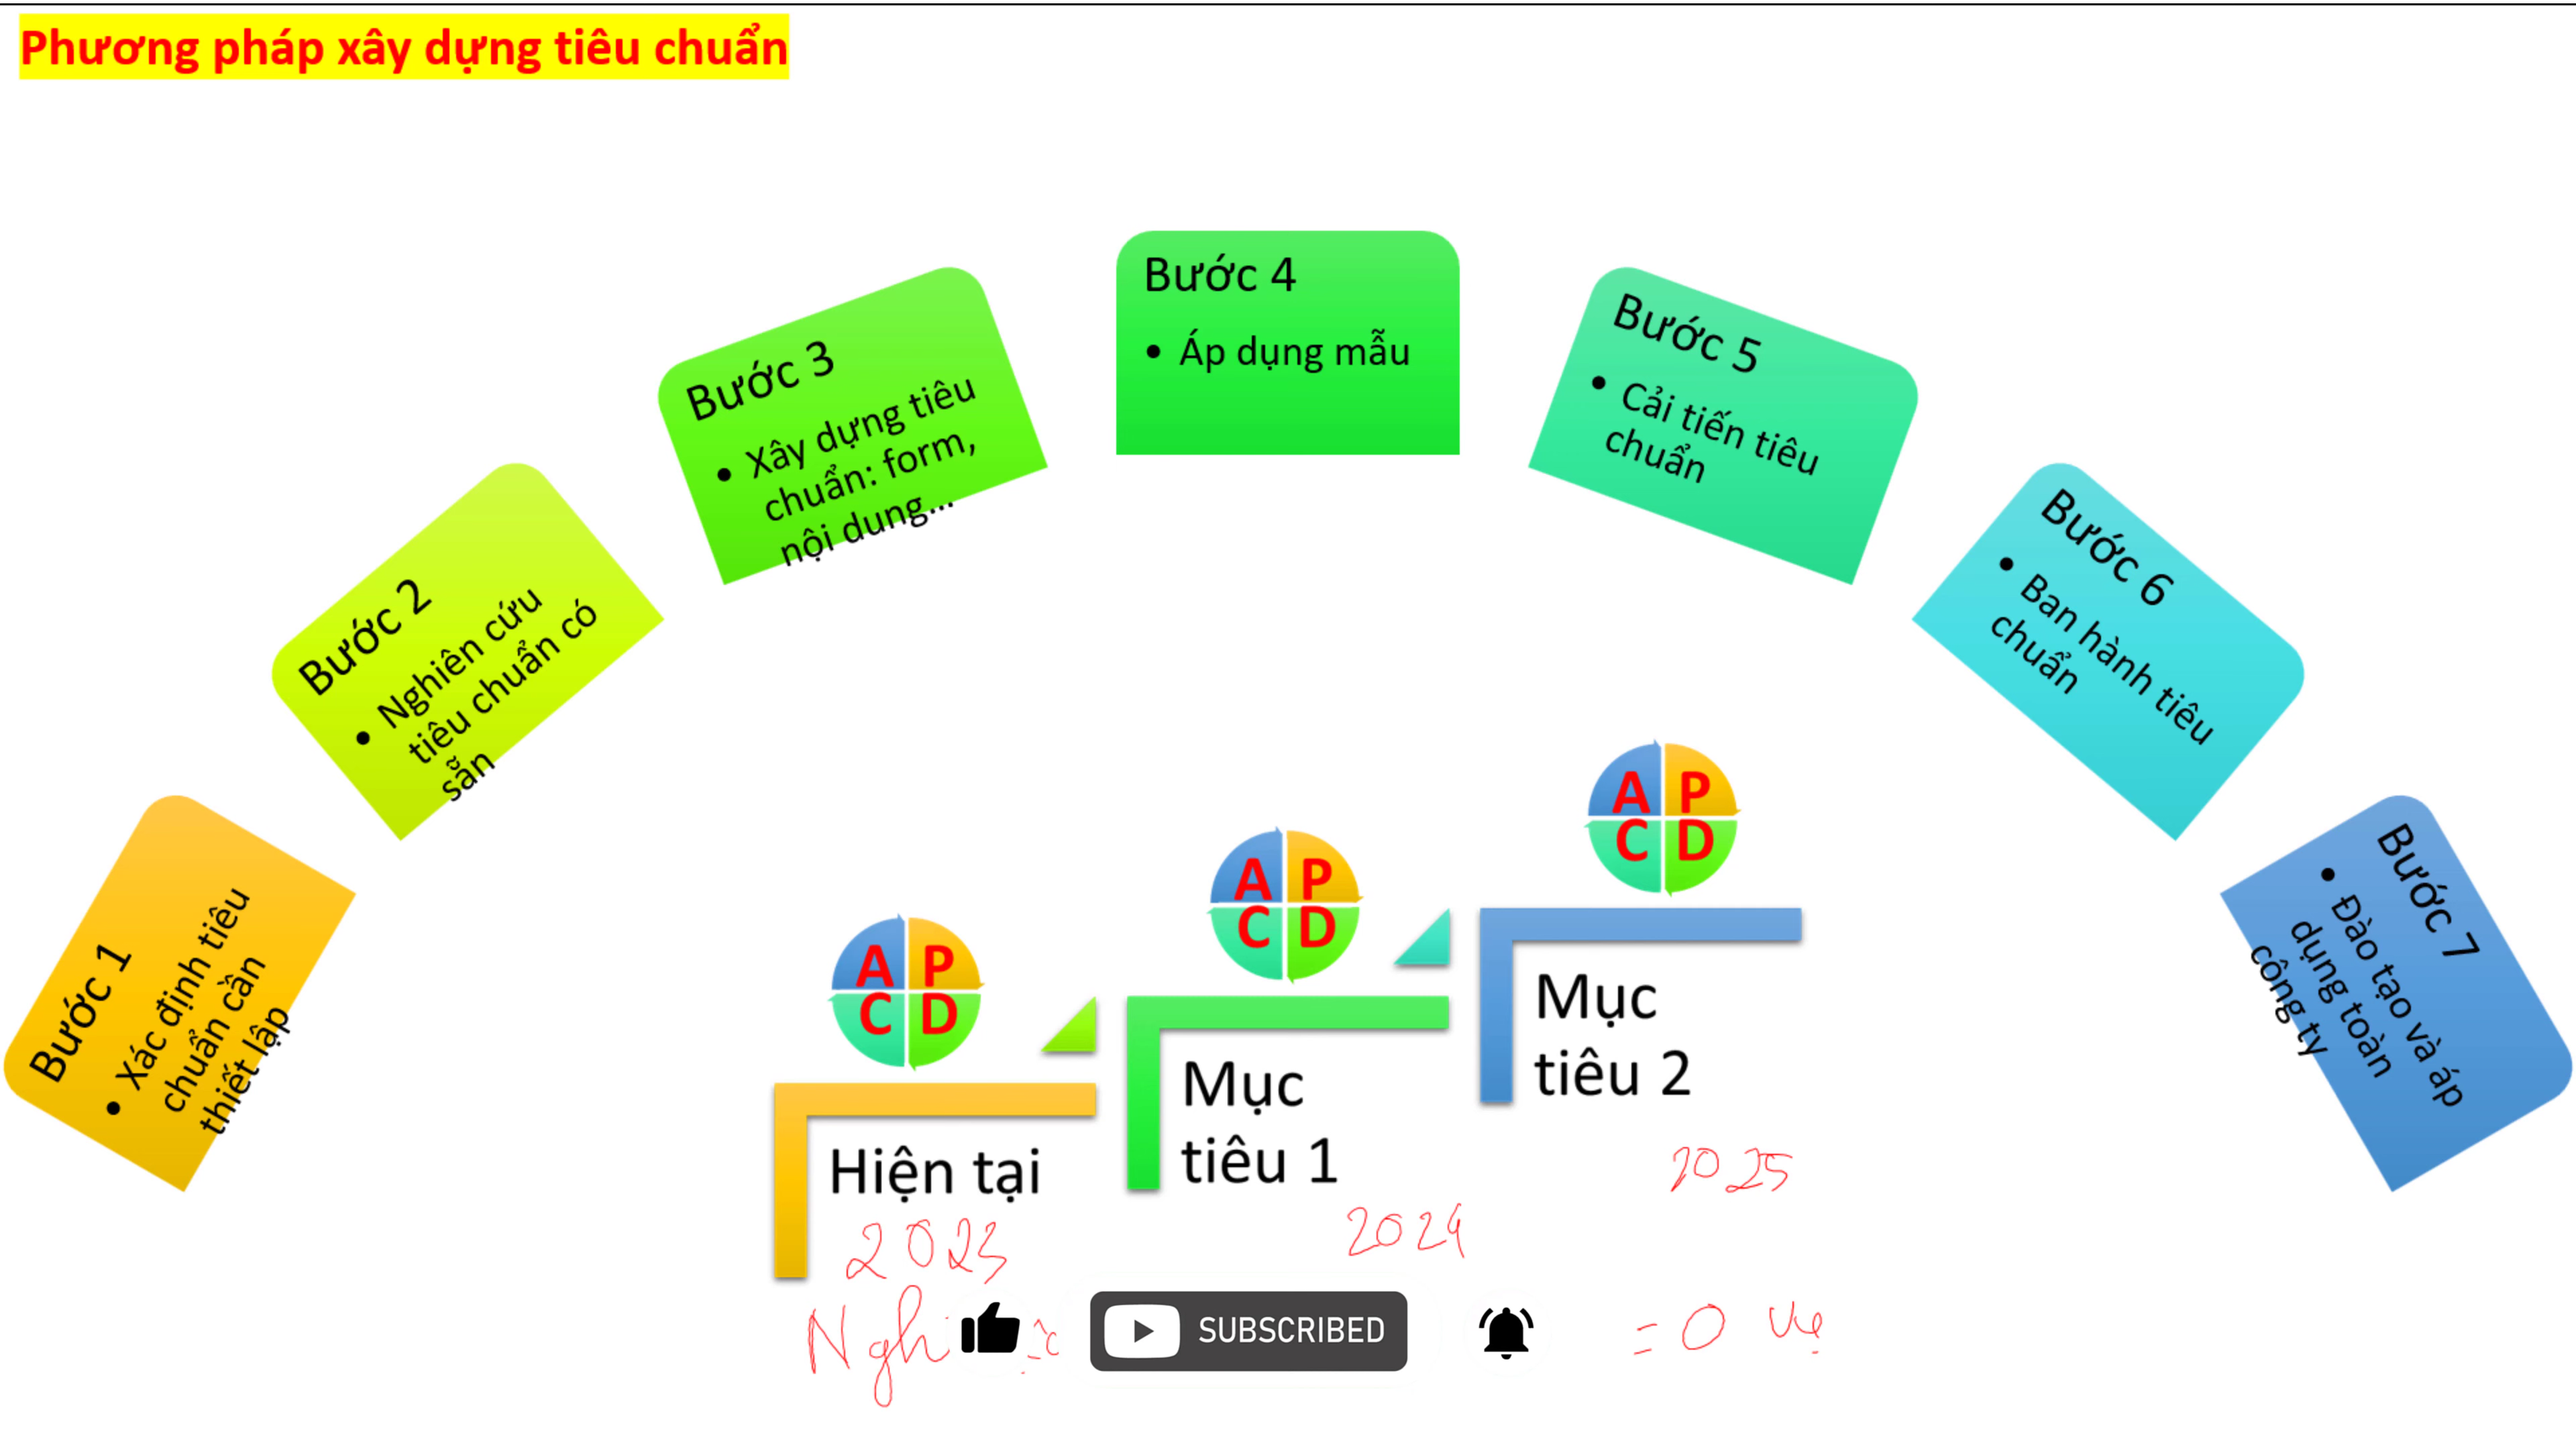 Phương pháp xây dựng tiêu chuẩn
Bước 1
• Xác định tiêu
chuẩn cần
thiết lập
Bước 2
• Nghiên cứu
tiêu chuẩn có
sẵn
Bước 3
• Xây dựng tiêu
chuẩn: form,
nội dung...
Bước 4
• Áp dụng mẫu
Bước 5
• Cải tiến tiêu
chuẩn
Bước 6
• Ban hành tiêu
chuẩn
Bước 7
• Đào tạo và áp
dụng toàn
công ty
A P
C D
Hiện tại
2023
A P
C D
Mục
tiêu 1
2024
A P
C D
Mục
tiêu 2
2025
SUBSCRIBED
= 0 vụ